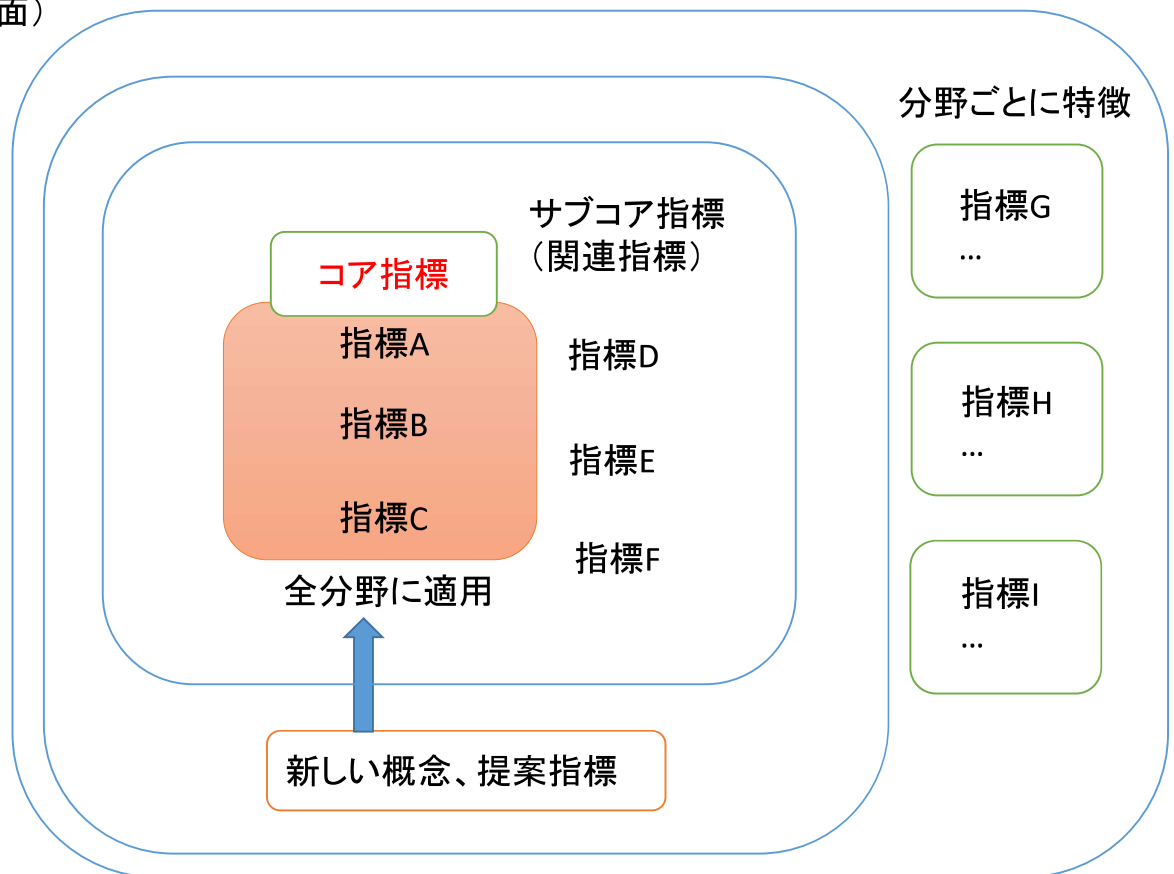 面）
分野ごとに特徴
サブコア指標
（関連指標）
コア指標
指標A
指標B
指標C
全分野に適用
指標D
指標E
指標F
指標G
…
指標H
…
指標I
…
新しい概念、提案指標